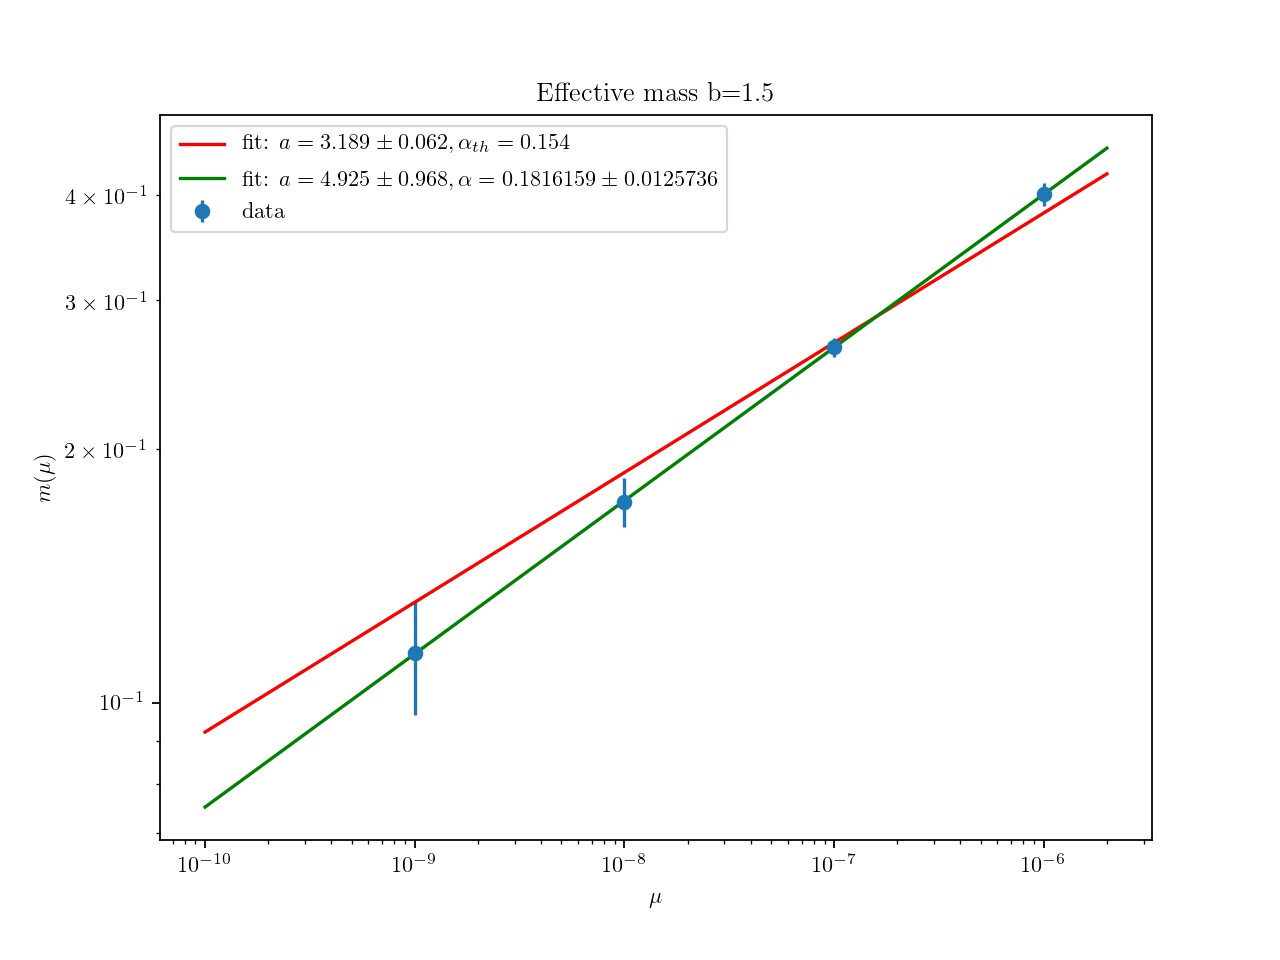 Effective mass b=1.5
fit: a = 3.189 ± 0.062, α_th = 0.154
fit: a = 4.925 ± 0.968, α = 0.1816159 ± 0.0125736
data
4 × 10⁻¹
3 × 10⁻¹
2 × 10⁻¹
10⁻¹
m(μ)
10⁻¹⁰ 10⁻⁹ 10⁻⁸ 10⁻⁷ 10⁻⁶
μ